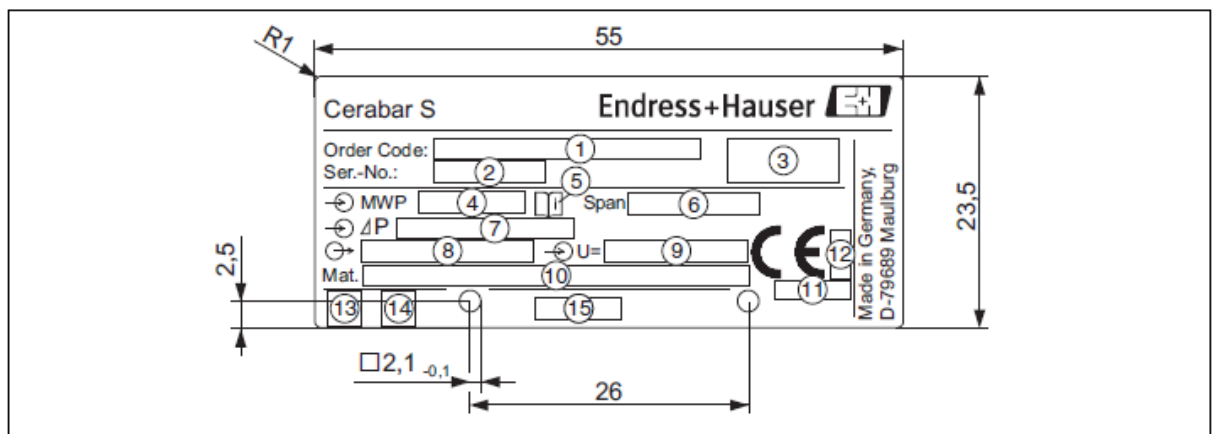 R1
55
Cerabar S
Endress+Hauser E+H
Order Code: 1
3
Ser.-No.: 2
5
MWP 4 i Span 6
⊿P 7
8 U= 9
CE 12
Mat. 10
11
13 14 15
Made in Germany,
D-79689 Maulburg
23,5
2,5
□2,1 -0,1
26